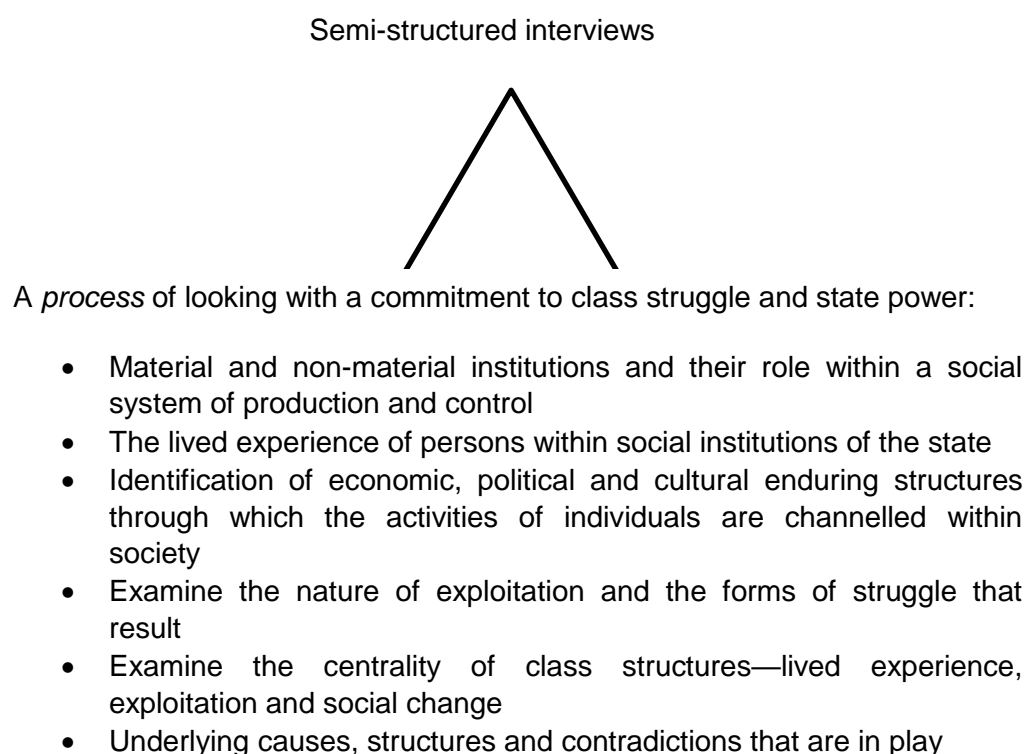 Semi-structured interviews
A process of looking with a commitment to class struggle and state power:
• Material and non-material institutions and their role within a social
system of production and control
• The lived experience of persons within social institutions of the state
• Identification of economic, political and cultural enduring structures
through which the activities of individuals are channelled within
society
• Examine the nature of exploitation and the forms of struggle that
result
• Examine the centrality of class structures—lived experience,
exploitation and social change
• Underlying causes, structures and contradictions that are in play